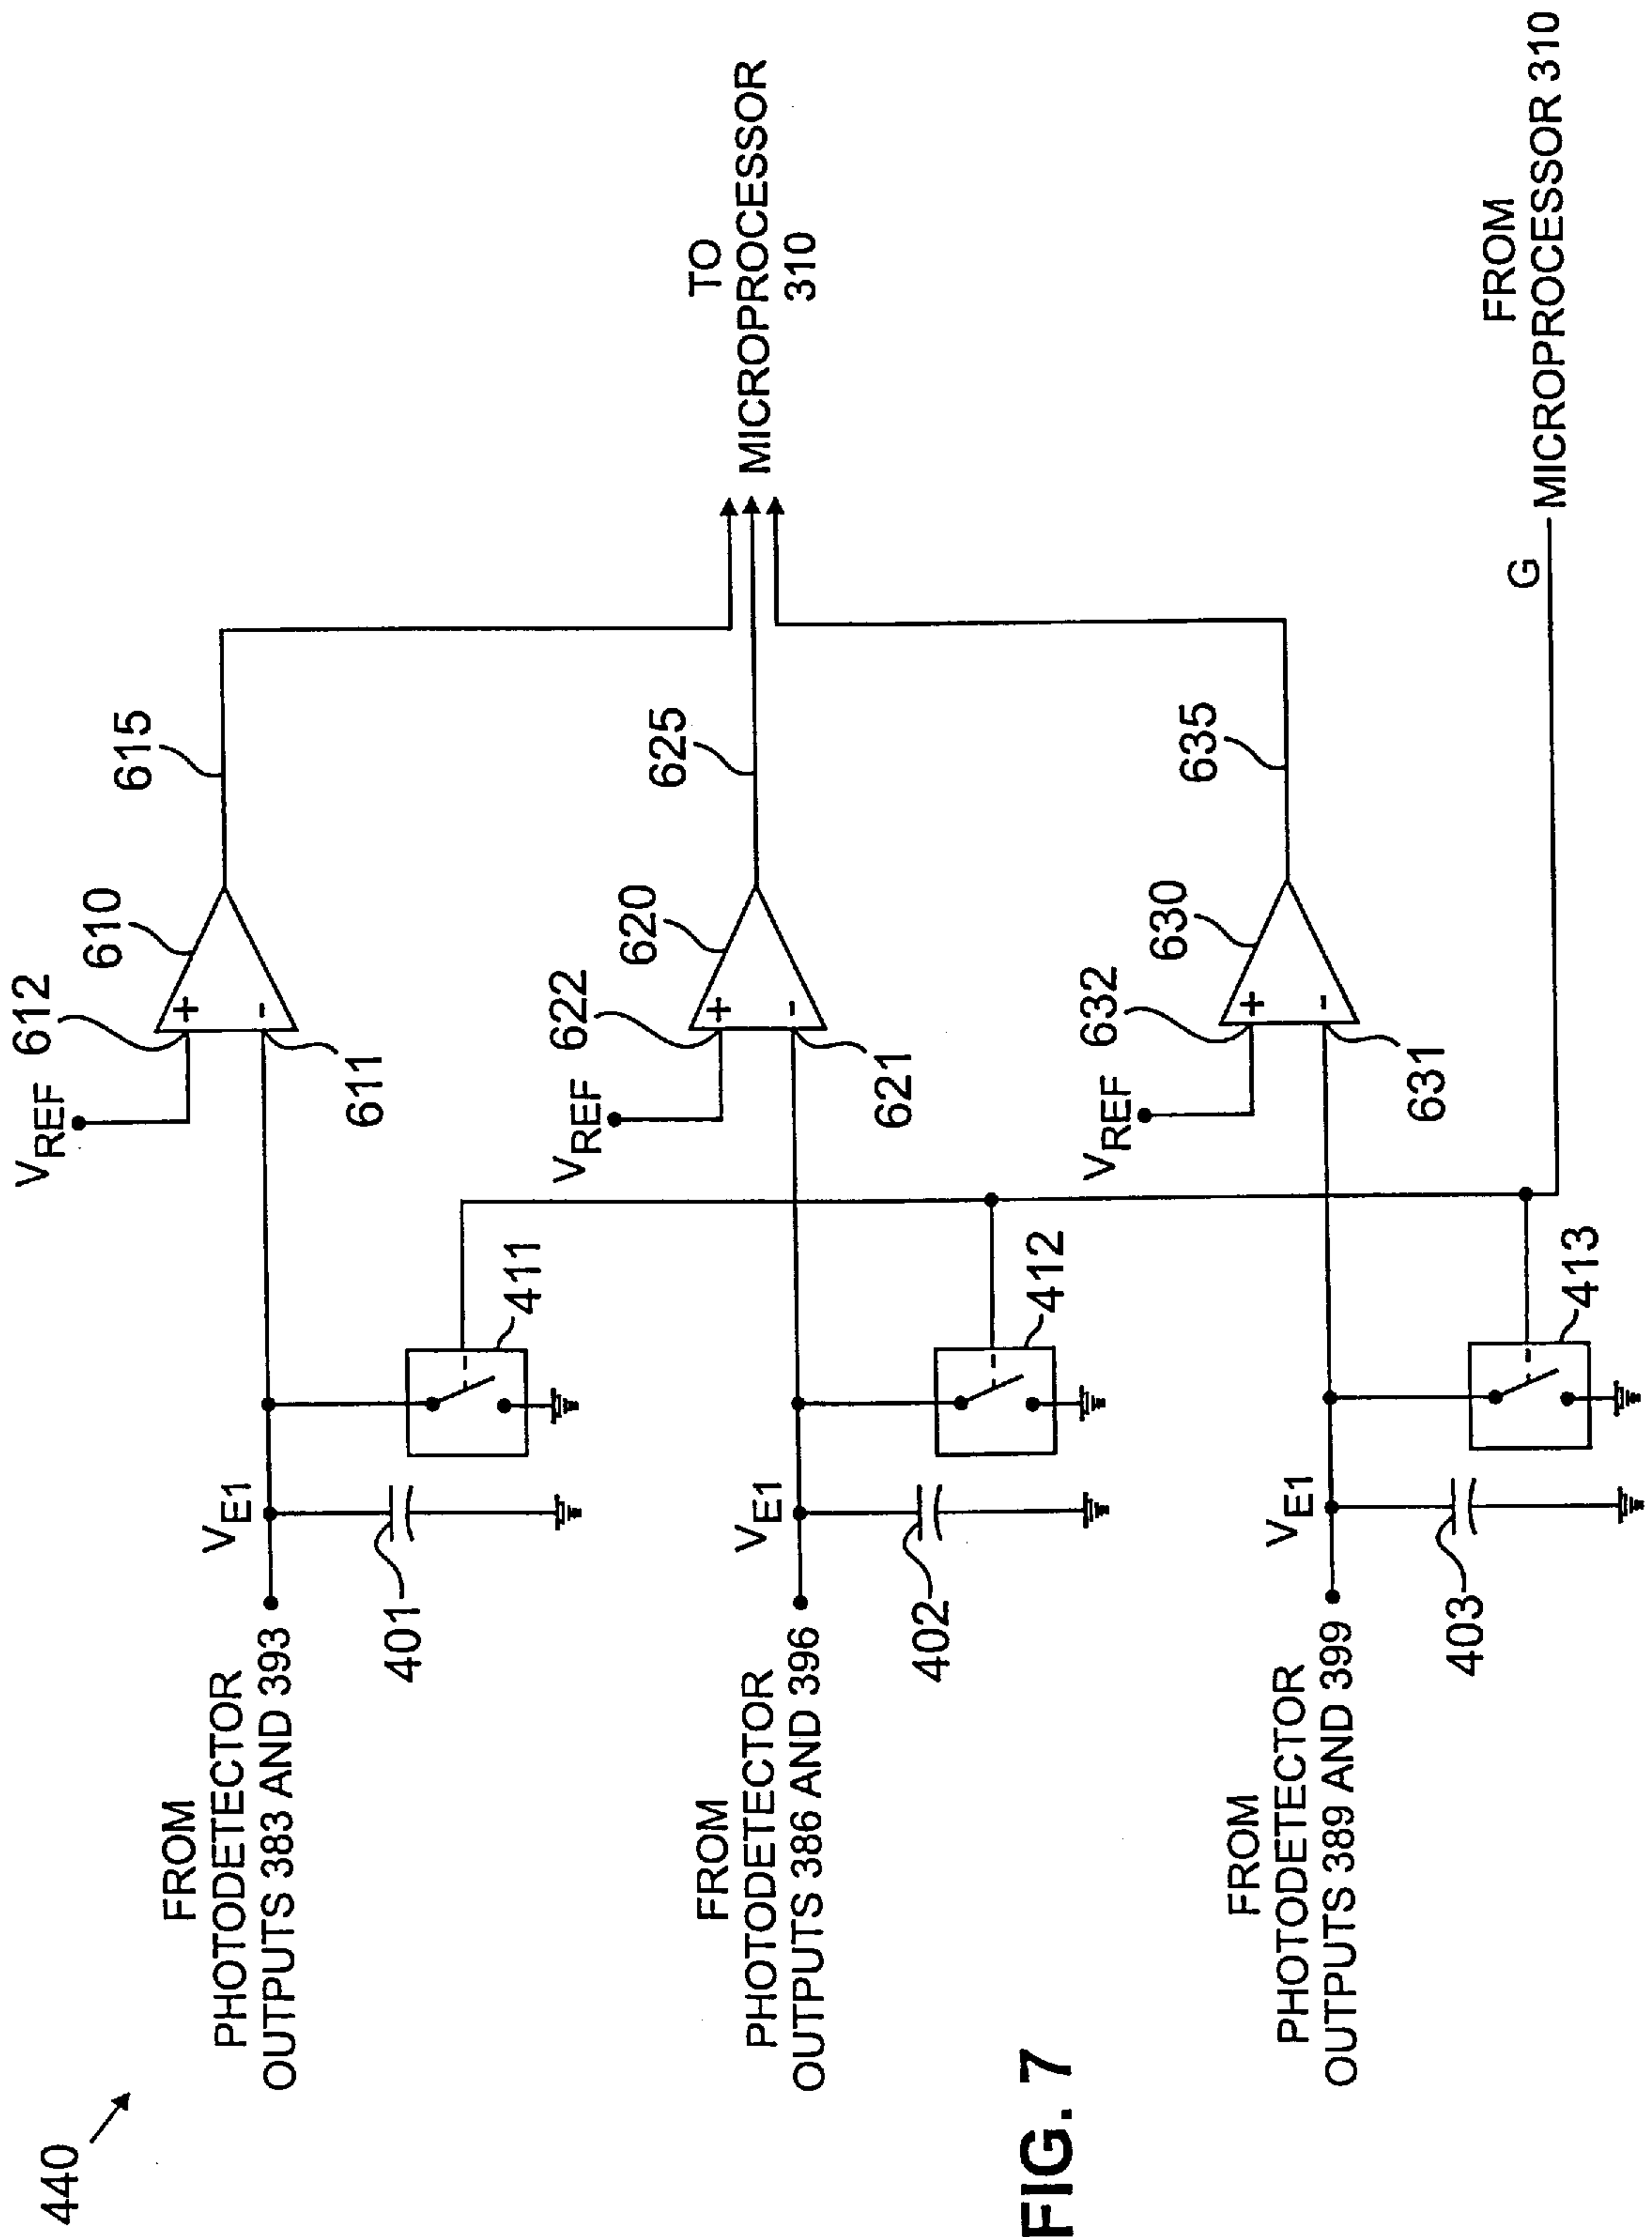 440
FROM
PHOTODETECTOR
OUTPUTS 383 AND 393
V_E1
401
411
V_REF
612
+
-
611
610
615
FROM
PHOTODETECTOR
OUTPUTS 386 AND 396
V_E1
402
412
V_REF
622
+
-
621
620
625
TO
MICROPROCESSOR
310
FROM
PHOTODETECTOR
OUTPUTS 389 AND 399
V_E1
403
413
V_REF
632
+
-
631
630
635
G
FROM
MICROPROCESSOR 310
FIG. 7